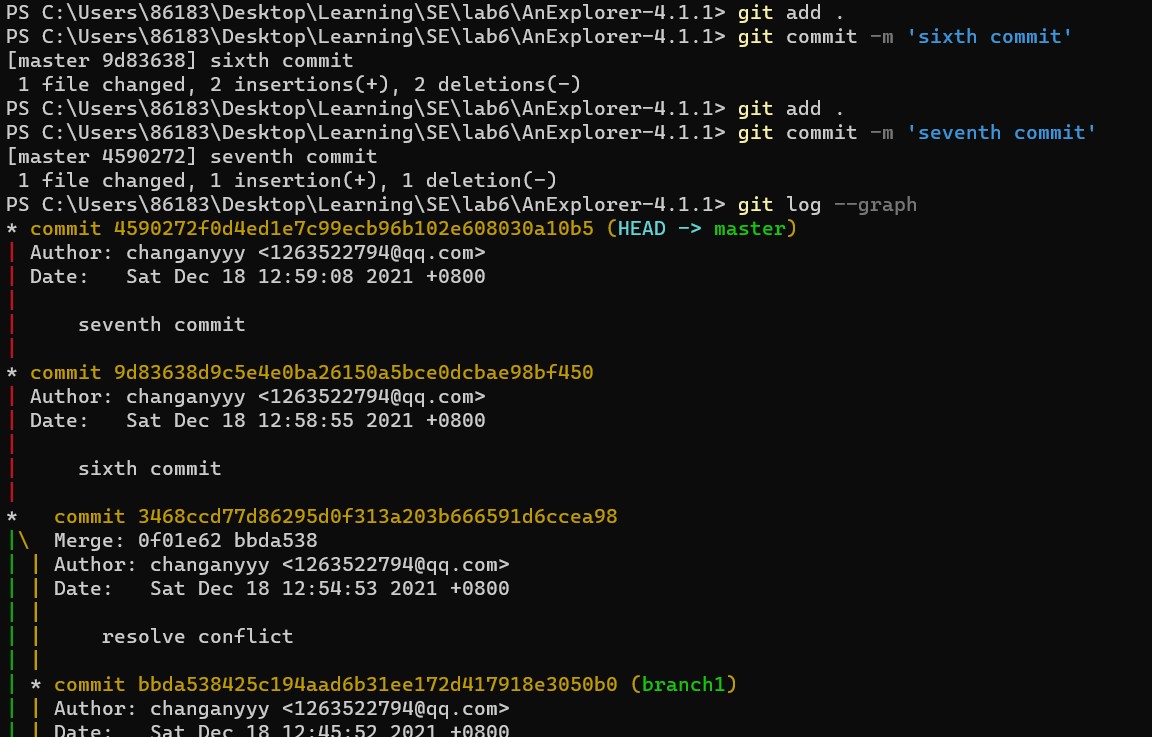 PS C:\Users\86183\Desktop\Learning\SE\lab6\AnExplorer-4.1.1> git add .
PS C:\Users\86183\Desktop\Learning\SE\lab6\AnExplorer-4.1.1> git commit -m 'sixth commit'
[master 9d83638] sixth commit
 1 file changed, 2 insertions(+), 2 deletions(-)
PS C:\Users\86183\Desktop\Learning\SE\lab6\AnExplorer-4.1.1> git add .
PS C:\Users\86183\Desktop\Learning\SE\lab6\AnExplorer-4.1.1> git commit -m 'seventh commit'
[master 4590272] seventh commit
 1 file changed, 1 insertion(+), 1 deletion(-)
PS C:\Users\86183\Desktop\Learning\SE\lab6\AnExplorer-4.1.1> git log --graph
* commit 4590272f0d4ed1e7c99ecb96b102e608030a10b5 (HEAD -> master)
| Author: changanyyy <1263522794@qq.com>
| Date:   Sat Dec 18 12:59:08 2021 +0800
|
|     seventh commit
|
* commit 9d83638d9c5e4e0ba26150a5bce0dcbae98bf450
| Author: changanyyy <1263522794@qq.com>
| Date:   Sat Dec 18 12:58:55 2021 +0800
|
|     sixth commit
|
*   commit 3468ccd77d86295d0f313a203b666591d6ccea98
|\  Merge: 0f01e62 bbda538
| | Author: changanyyy <1263522794@qq.com>
| | Date:   Sat Dec 18 12:54:53 2021 +0800
| |
| |     resolve conflict
| |
| * commit bbda538425c194aad6b31ee172d417918e3050b0 (branch1)
| | Author: changanyyy <1263522794@qq.com>
| | Date:   Sat Dec 18 12:45:52 2021 +0800